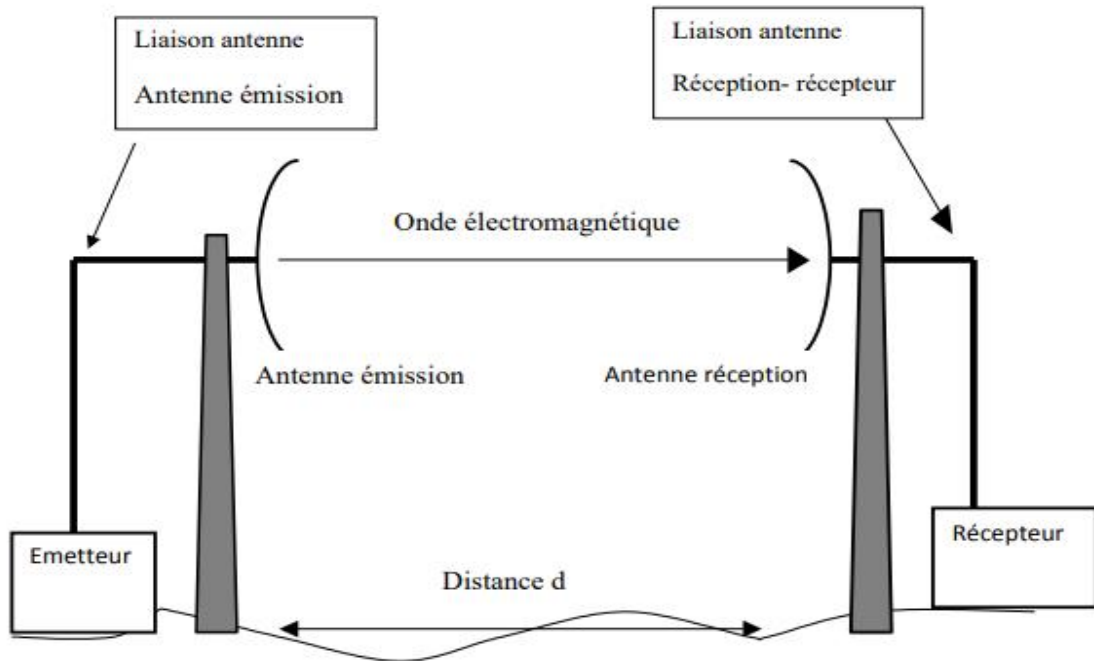 Liaison antenne
Antenne émission
Liaison antenne
Réception- récepteur
Onde électromagnétique
Antenne émission
Antenne réception
Emetteur
Récepteur
Distance d